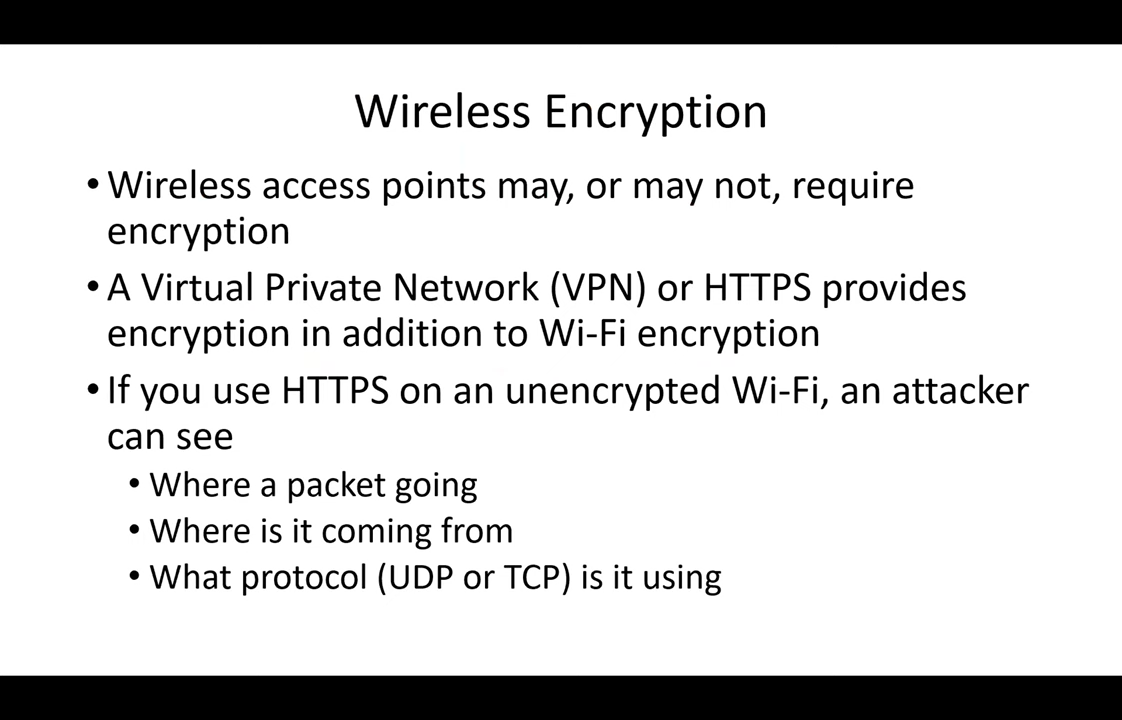 Wireless Encryption
• Wireless access points may, or may not, require
encryption
• A Virtual Private Network (VPN) or HTTPS provides
encryption in addition to Wi-Fi encryption
• If you use HTTPS on an unencrypted Wi-Fi, an attacker
can see
• Where a packet going
• Where is it coming from
• What protocol (UDP or TCP) is it using